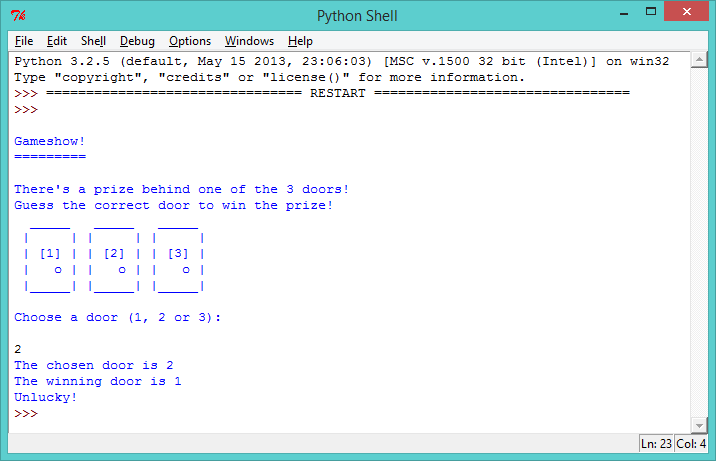 Python Shell
File Edit Shell Debug Options Windows Help
Python 3.2.5 (default, May 15 2013, 23:06:03) [MSC v.1500 32 bit (Intel)] on win32
Type "copyright", "credits" or "license()" for more information.
>>> ================================ RESTART ================================
>>>
Gameshow!
=========
There's a prize behind one of the 3 doors!
Guess the correct door to win the prize!
  _____   _____   _____
 |     | |     | |     |
 | [1] | | [2] | | [3] |
 |   o | |   o | |   o |
 |_____| |_____| |_____|
Choose a door (1, 2 or 3):
2
The chosen door is 2
The winning door is 1
Unlucky!
>>>
Ln: 23 Col: 4